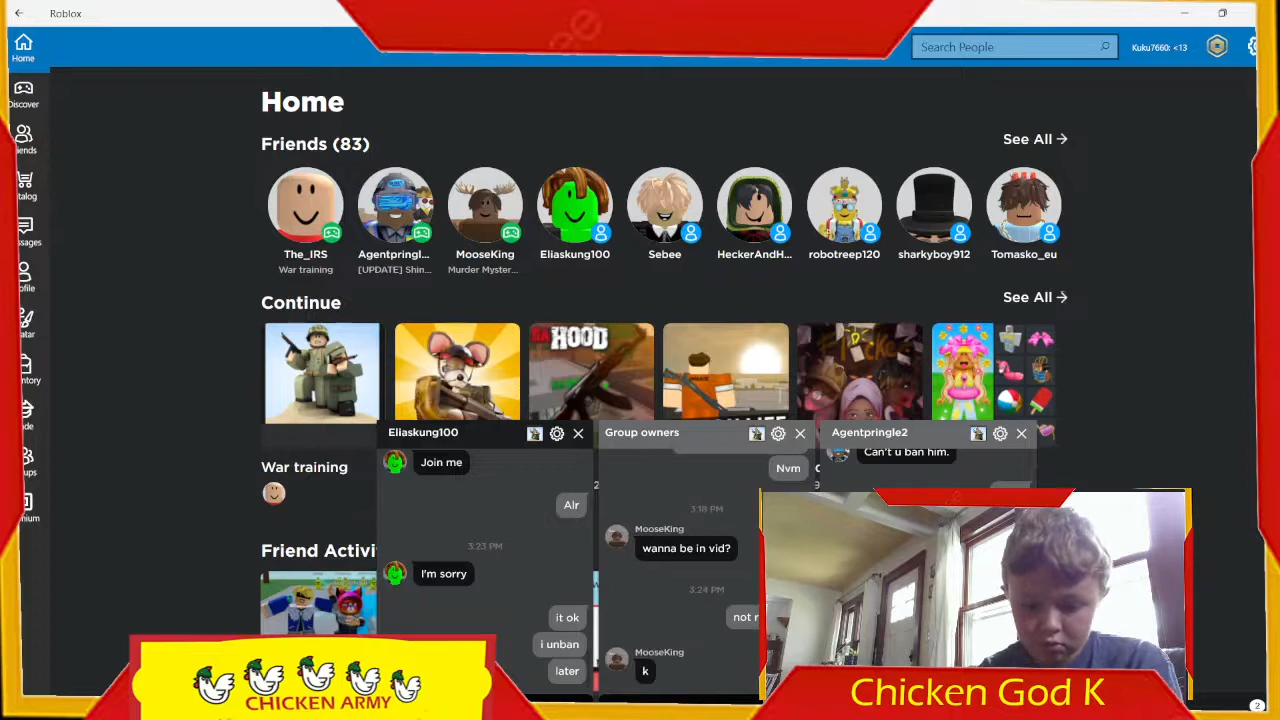 Roblox
Home
Search People
Kuku7660: <13
Discover
Home
Friends (83)
See All
The_IRS
War training
Agentpringl...
[UPDATE] Shin...
MooseKing
Murder Myster...
Eliaskung100
Sebee
HeckerAndH...
robotreep120
sharkyboy912
Tomasko_eu
Continue
See All
HOOD
War training
Friend Activi
Eliaskung100
Join me
Alr
3:23 PM
I'm sorry
it ok
i unban
later
Group owners
Nvm
3:18 PM
MooseKing
wanna be in vid?
3:24 PM
not r
MooseKing
k
Agentpringle2
Can't u ban him.
CHICKEN ARMY
Chicken God K
2